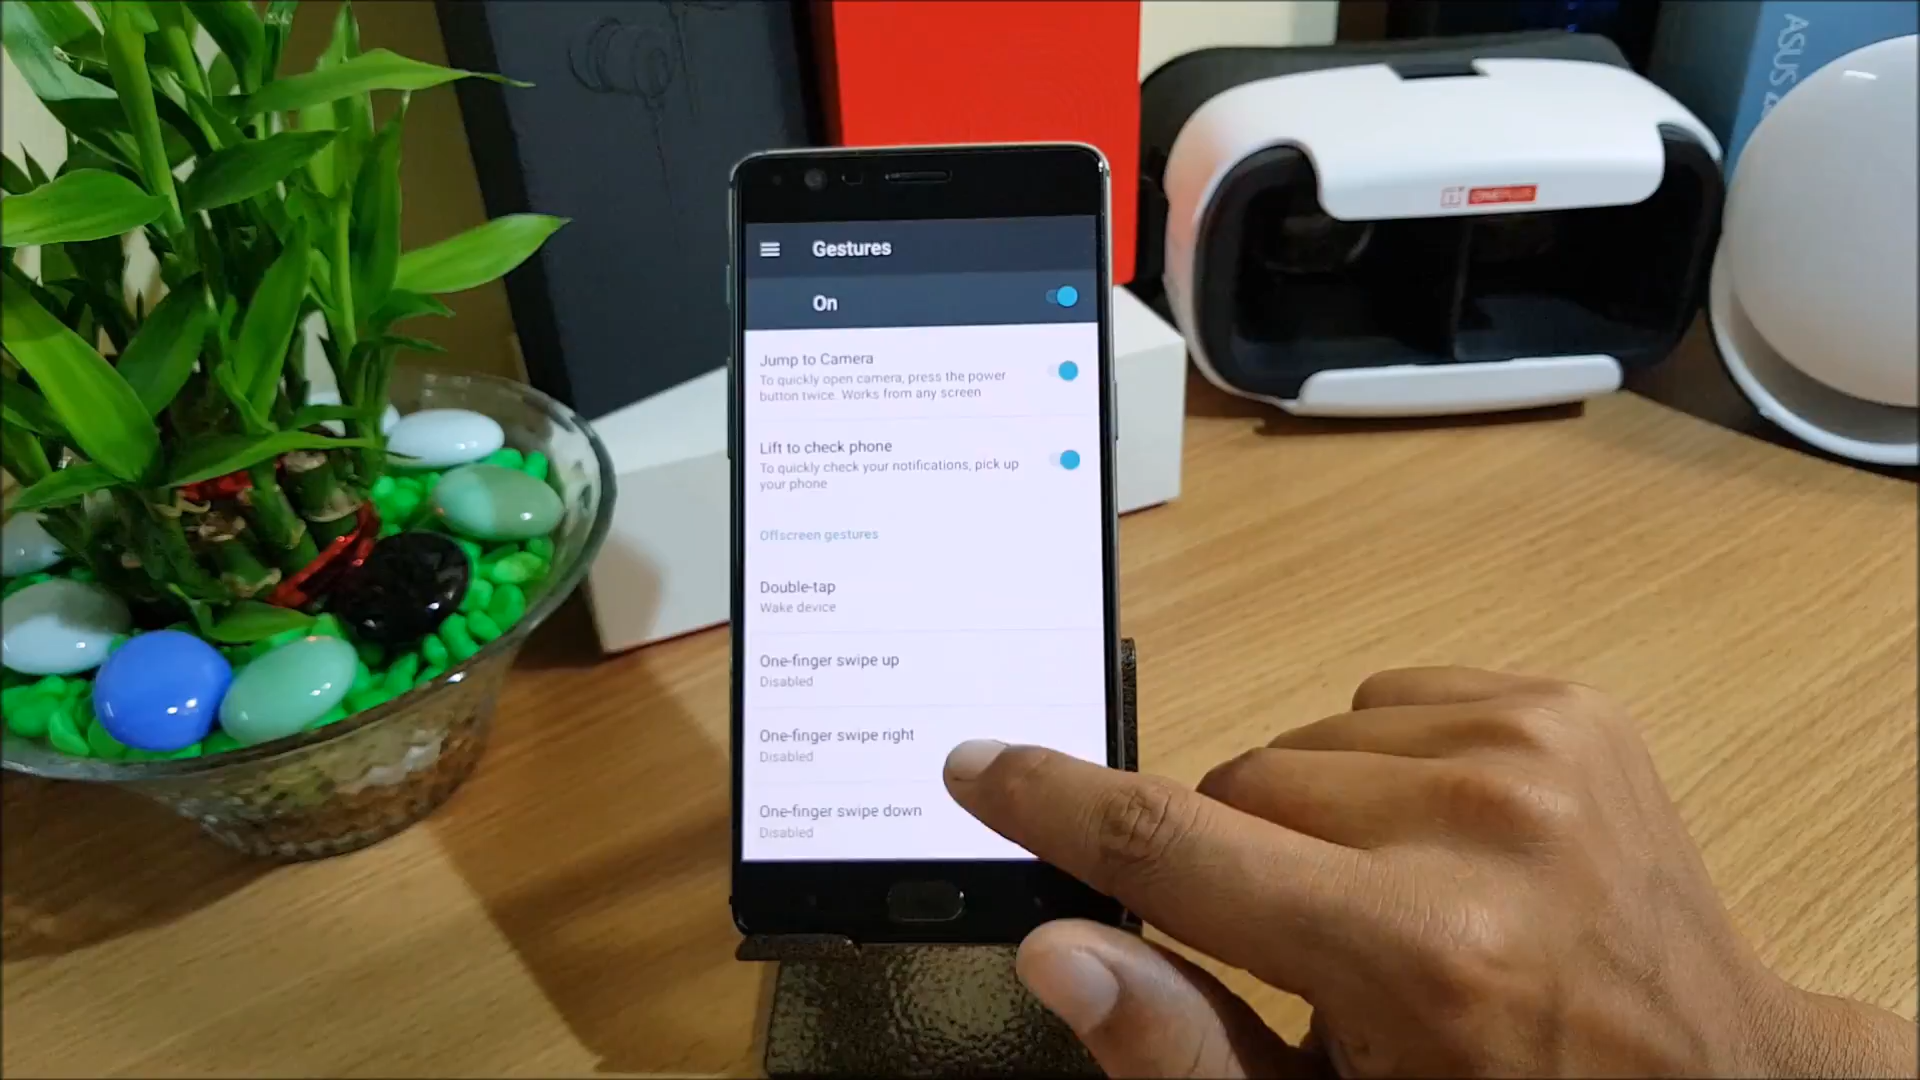 Gestures
On
Jump to Camera
To quickly open camera, press the power
button twice. Works from any screen
Lift to check phone
To quickly check your notifications, pick up
your phone
Offscreen gestures
Double-tap
Wake device
One-finger swipe up
Disabled
One-finger swipe right
Disabled
One-finger swipe down
Disabled
ONEPLUS
ASUS